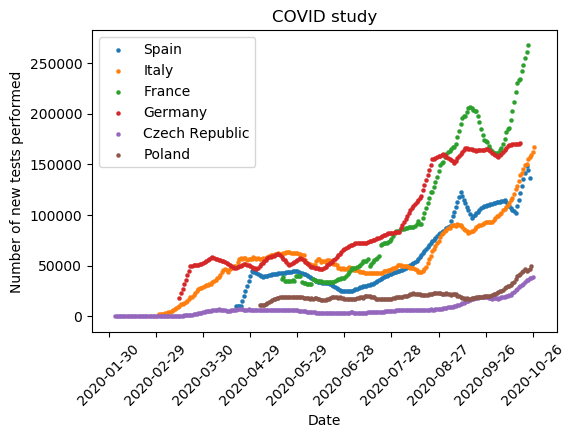 COVID study
Number of new tests performed
250000
200000
150000
100000
50000
0
Spain
Italy
France
Germany
Czech Republic
Poland
2020-01-30
2020-02-29
2020-03-30
2020-04-29
2020-05-29
2020-06-28
2020-07-28
2020-08-27
2020-09-26
2020-10-26
Date